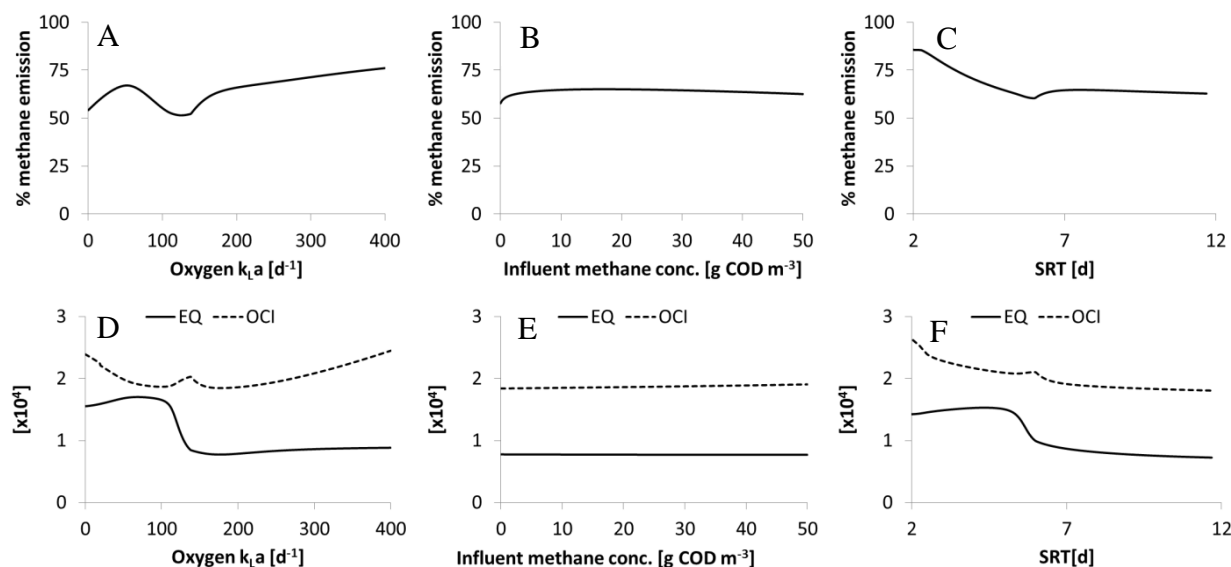 A
% methane emission
100
75
50
25
0
0 100 200 300 400
Oxygen kLa [d-1]
B
% methane emission
100
75
50
25
0
0 10 20 30 40 50
Influent methane conc. [g COD m-3]
C
% methane emission
100
75
50
25
0
2 7 12
SRT [d]
D
EQ OCI
[x10⁴]
3
2
1
0
0 100 200 300 400
Oxygen kLa [d-1]
E
EQ OCI
[x10⁴]
3
2
1
0
0 10 20 30 40 50
Influent methane conc. [g COD m-3]
F
EQ OCI
[x10⁴]
3
2
1
0
2 7 12
SRT[d]